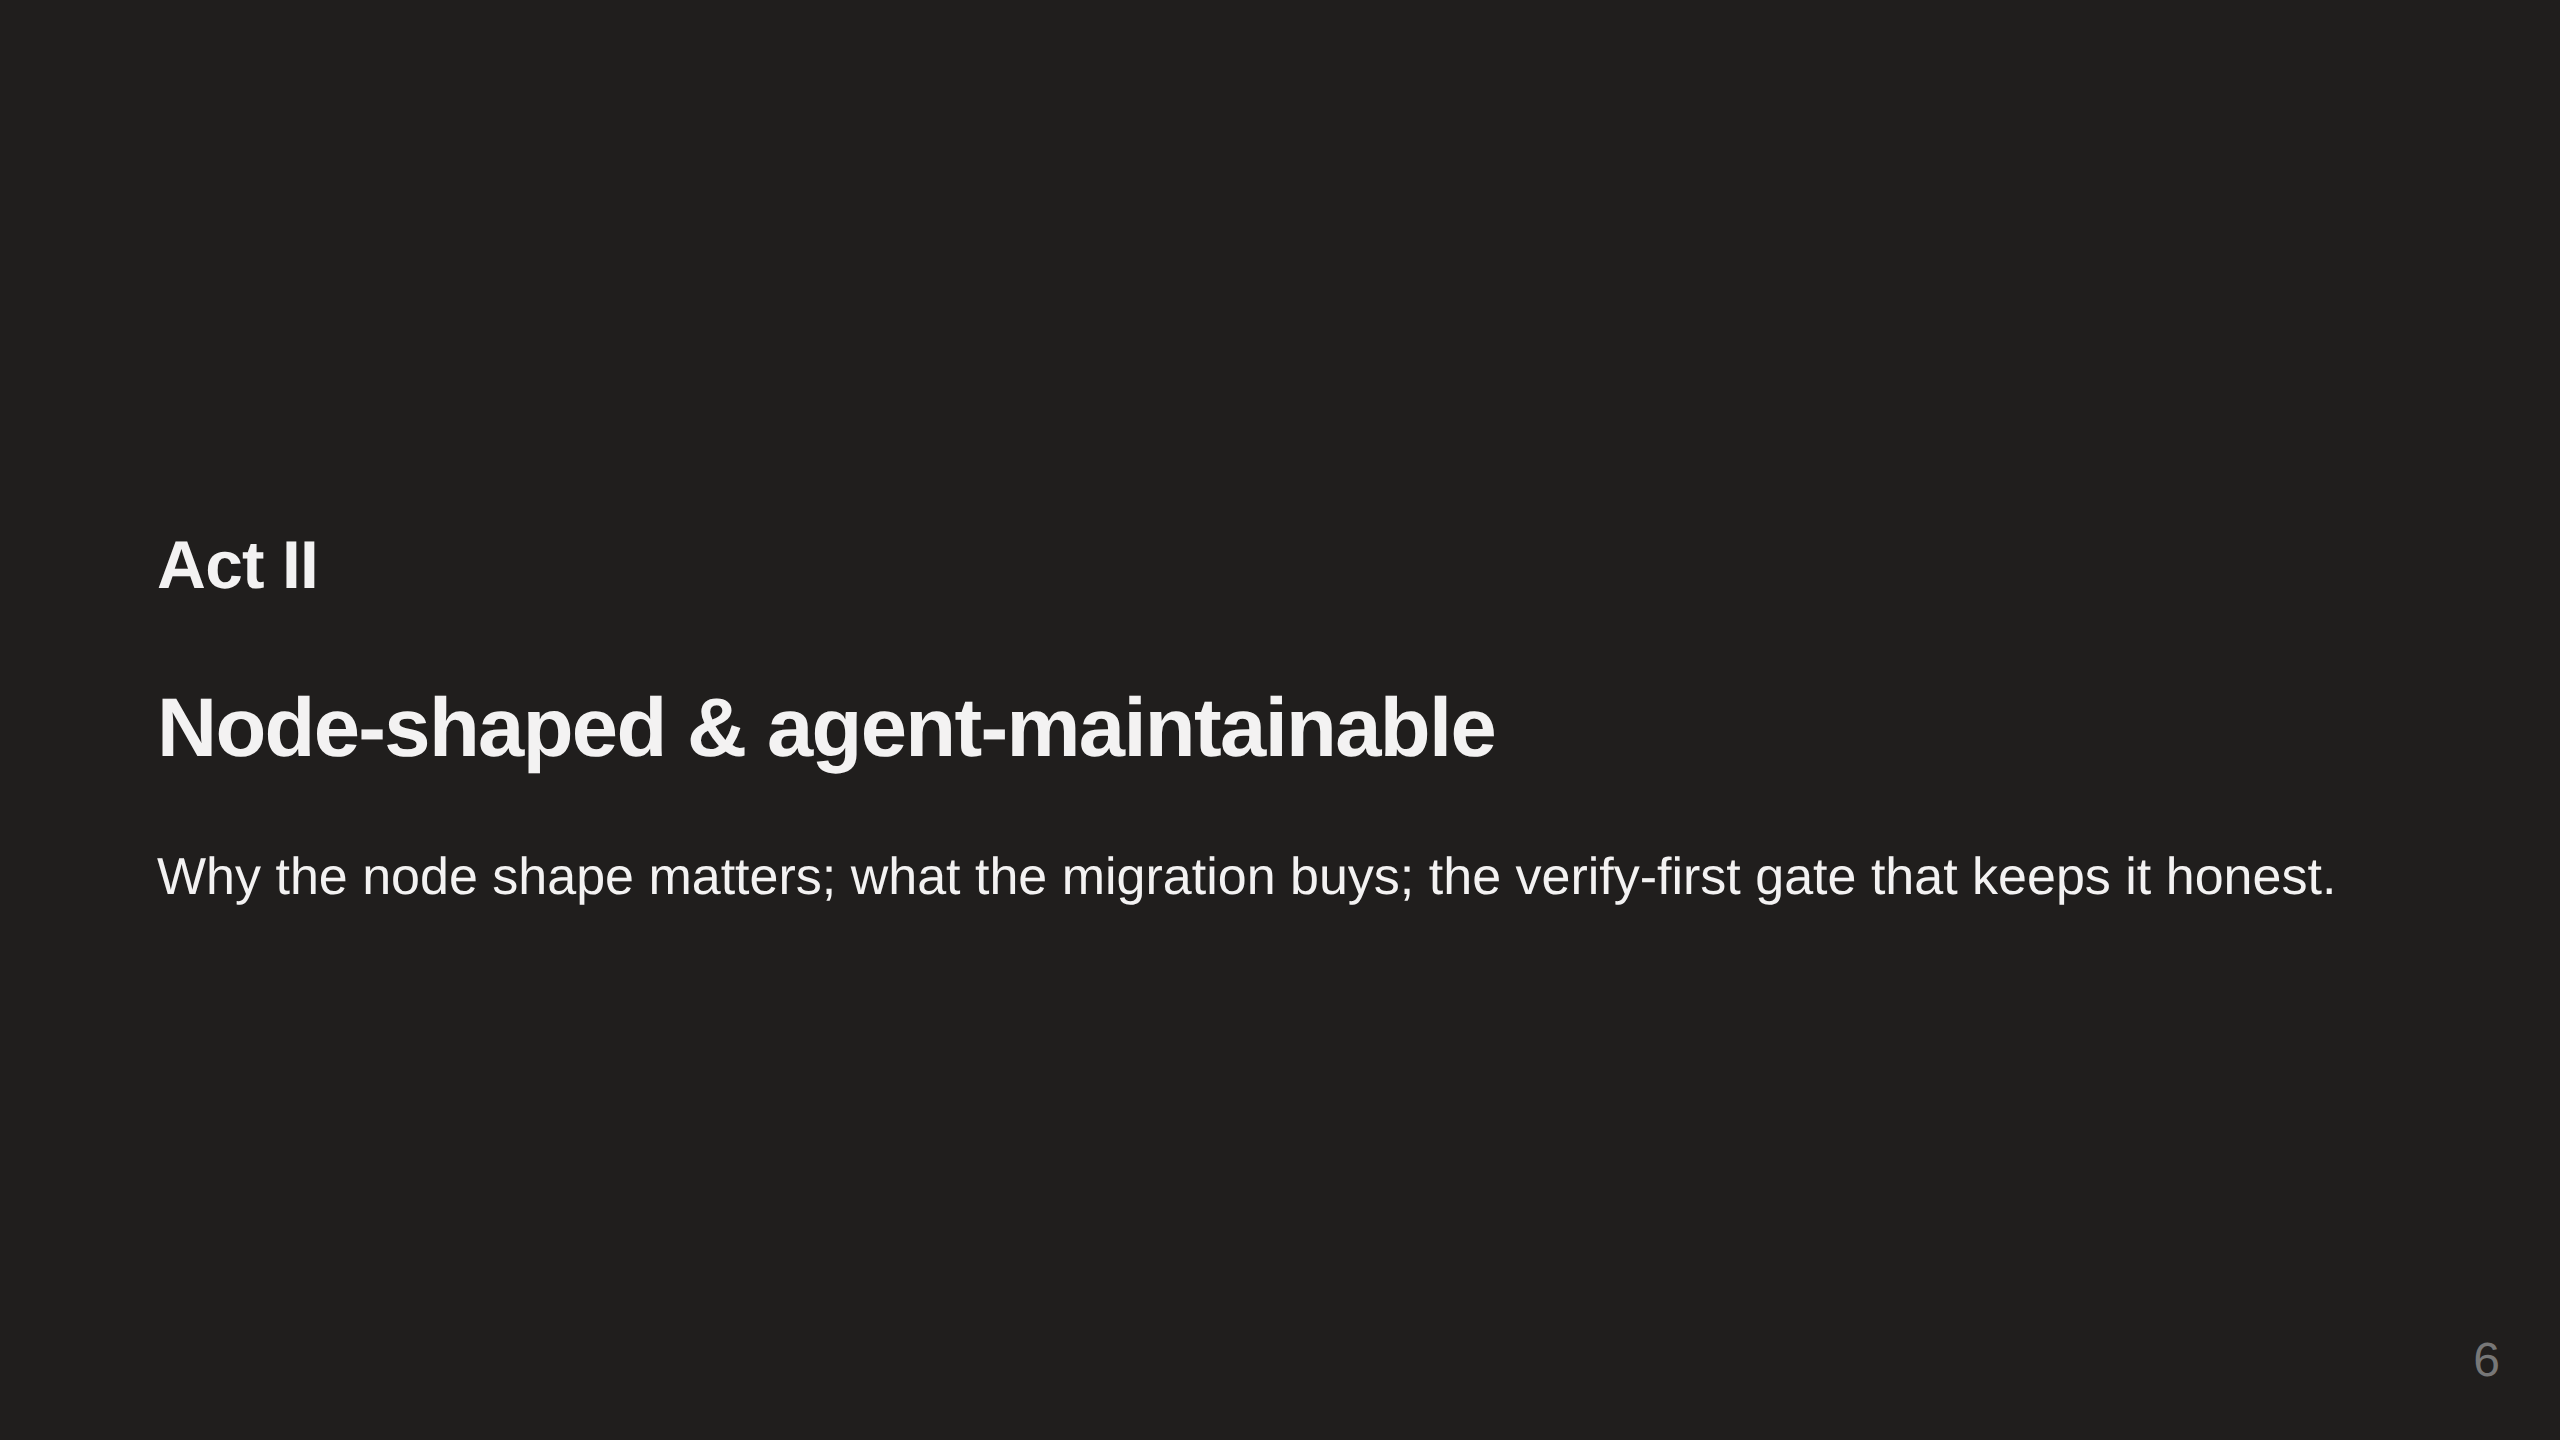 Act II
Node-shaped & agent-maintainable
Why the node shape matters; what the migration buys; the verify-first gate that keeps it honest.
6